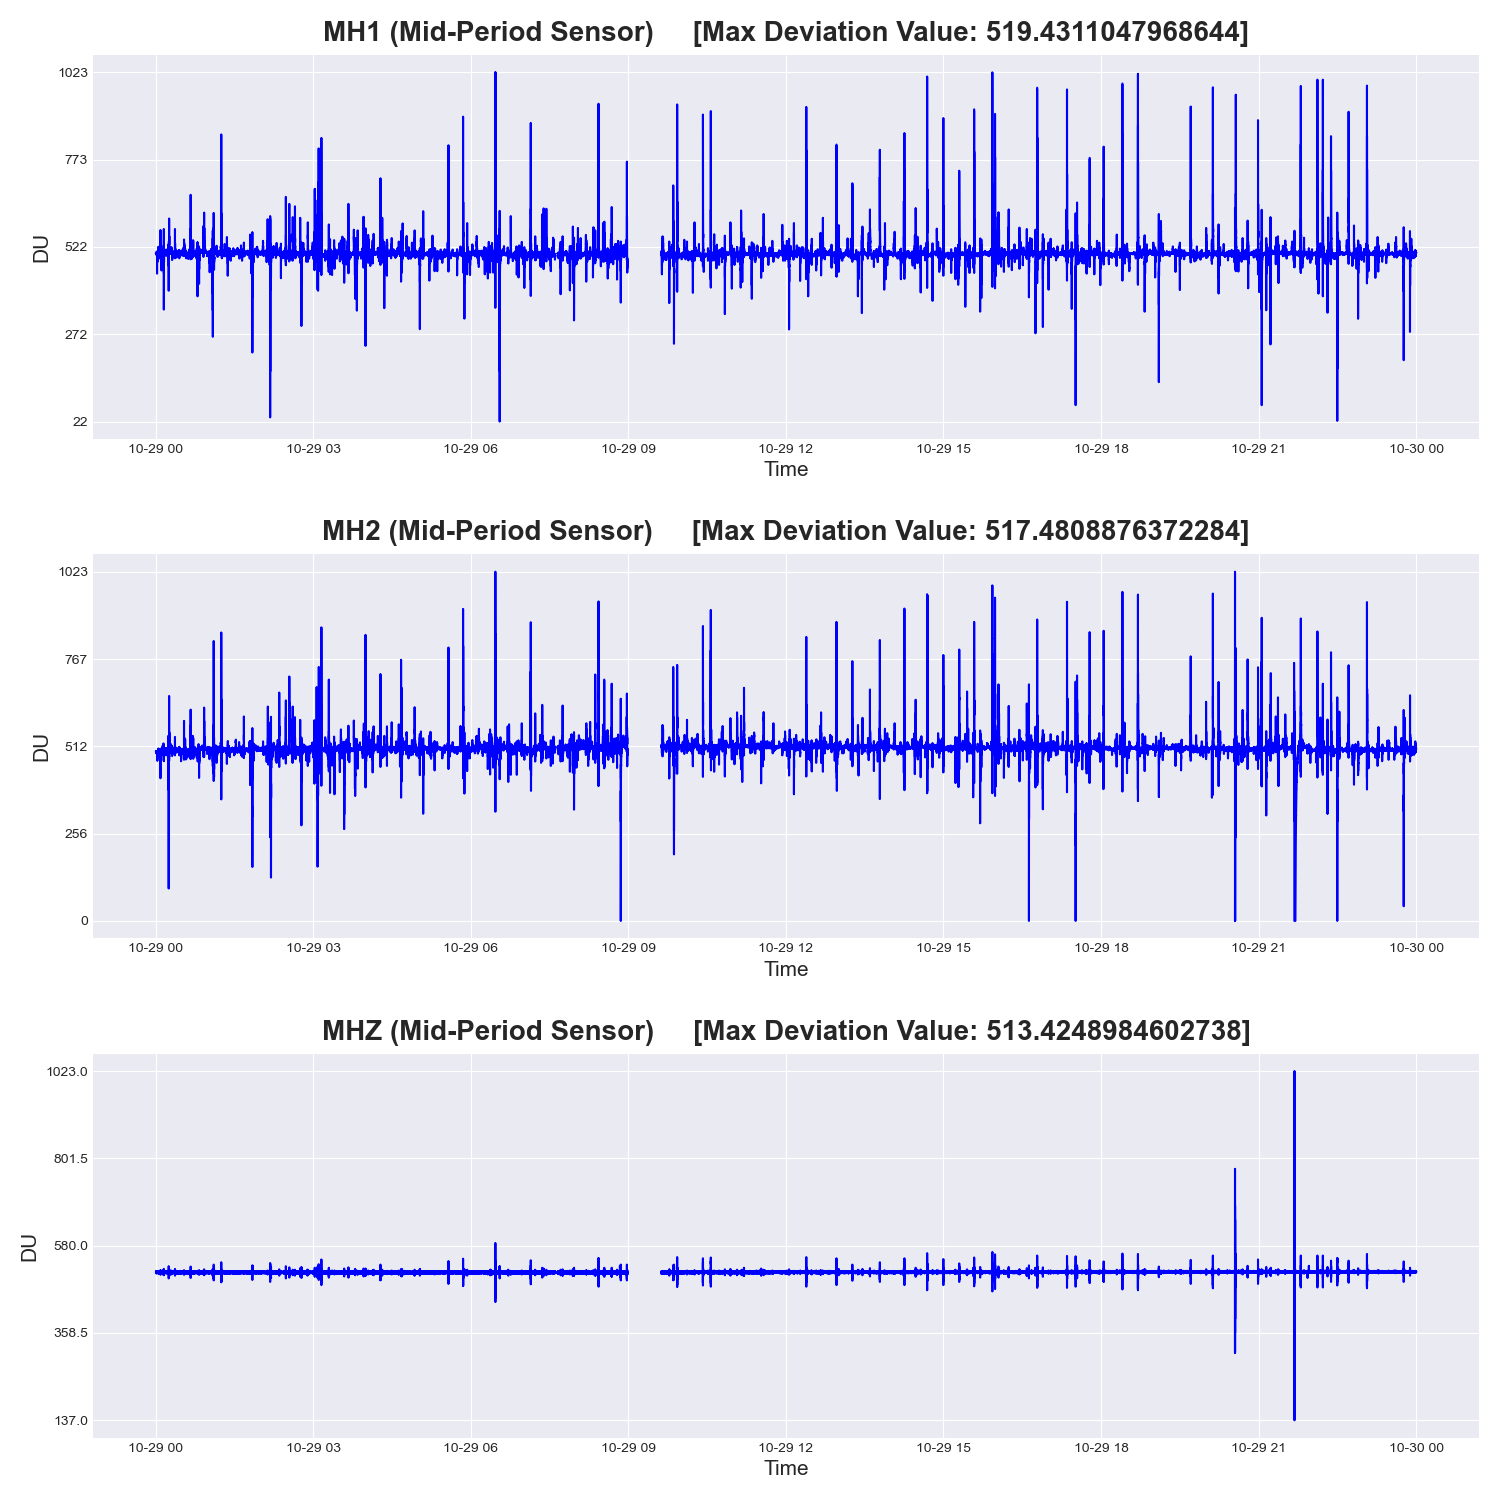 MH1 (Mid-Period Sensor) [Max Deviation Value: 519.4311047968644]
1023
773
522
272
22
DU
10-29 00 10-29 03 10-29 06 10-29 09 10-29 12 10-29 15 10-29 18 10-29 21 10-30 00
Time
MH2 (Mid-Period Sensor) [Max Deviation Value: 517.4808876372284]
1023
767
512
256
0
DU
10-29 00 10-29 03 10-29 06 10-29 09 10-29 12 10-29 15 10-29 18 10-29 21 10-30 00
Time
MHZ (Mid-Period Sensor) [Max Deviation Value: 513.4248984602738]
1023.0
801.5
580.0
358.5
137.0
DU
10-29 00 10-29 03 10-29 06 10-29 09 10-29 12 10-29 15 10-29 18 10-29 21 10-30 00
Time